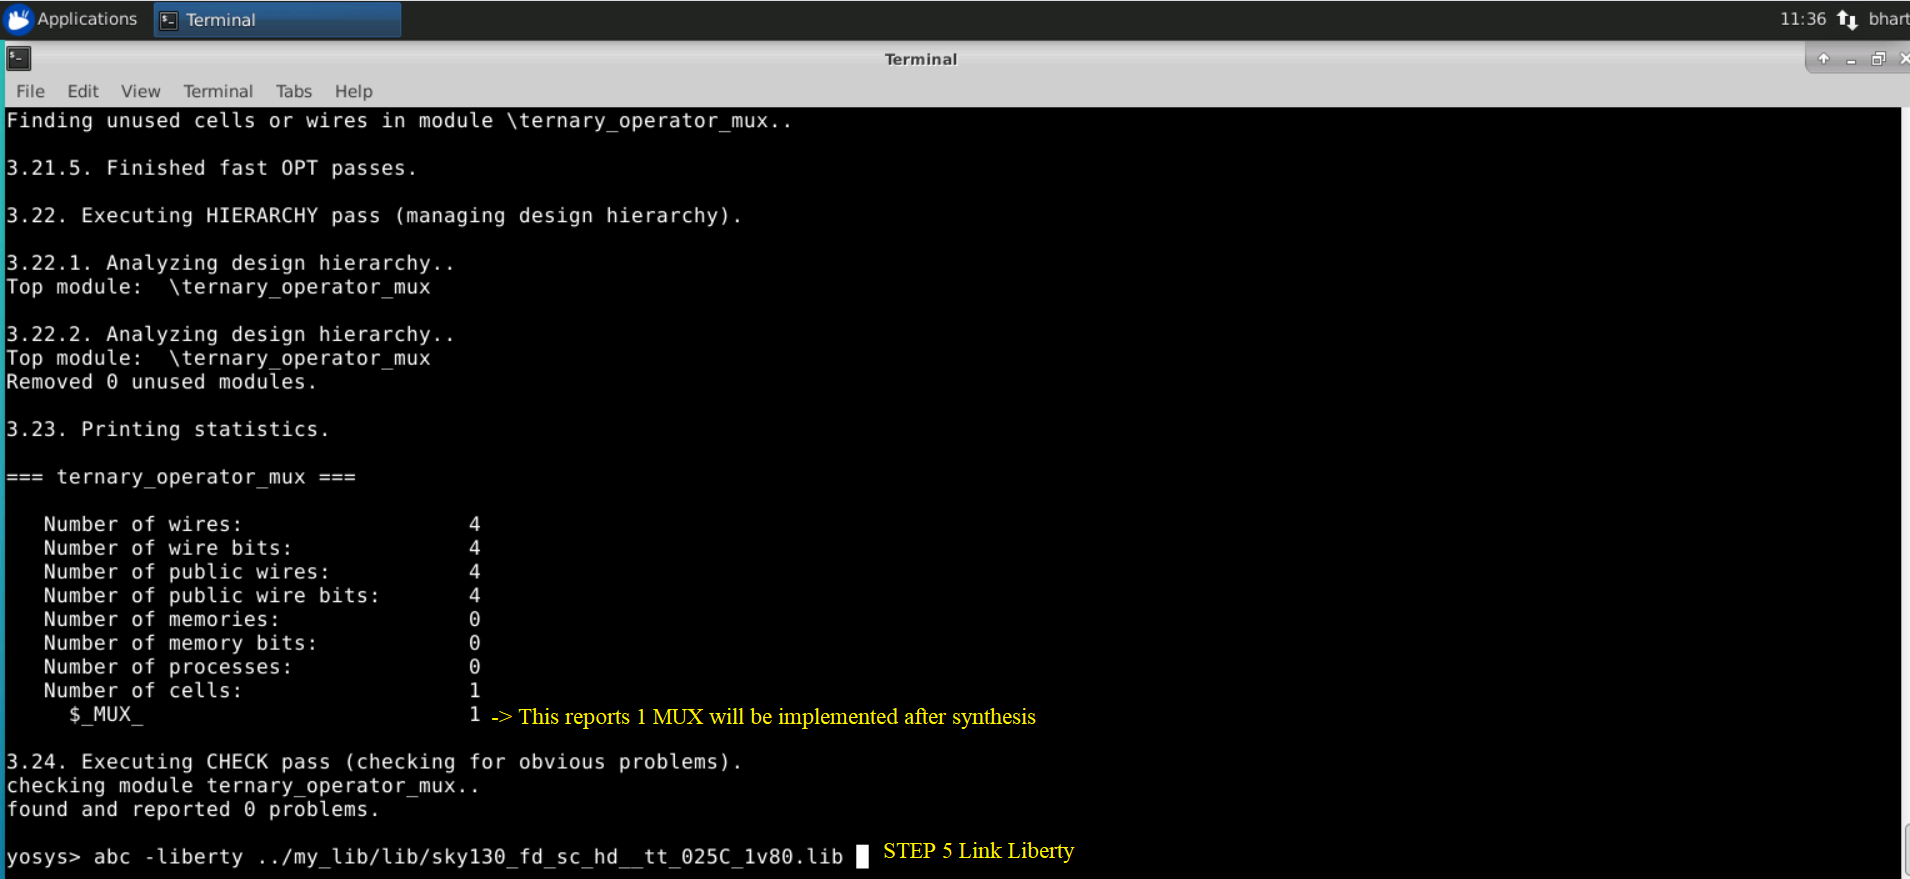 Applications Terminal 11:36 bhart
Terminal
File Edit View Terminal Tabs Help
Finding unused cells or wires in module \ternary_operator_mux..
3.21.5. Finished fast OPT passes.
3.22. Executing HIERARCHY pass (managing design hierarchy).
3.22.1. Analyzing design hierarchy..
Top module:  \ternary_operator_mux
3.22.2. Analyzing design hierarchy..
Top module:  \ternary_operator_mux
Removed 0 unused modules.
3.23. Printing statistics.
=== ternary_operator_mux ===
Number of wires: 4
Number of wire bits: 4
Number of public wires: 4
Number of public wire bits: 4
Number of memories: 0
Number of memory bits: 0
Number of processes: 0
Number of cells: 1
$_MUX_ 1 -> This reports 1 MUX will be implemented after synthesis
3.24. Executing CHECK pass (checking for obvious problems).
checking module ternary_operator_mux..
found and reported 0 problems.
yosys> abc -liberty ../my_lib/lib/sky130_fd_sc_hd__tt_025C_1v80.lib STEP 5 Link Liberty